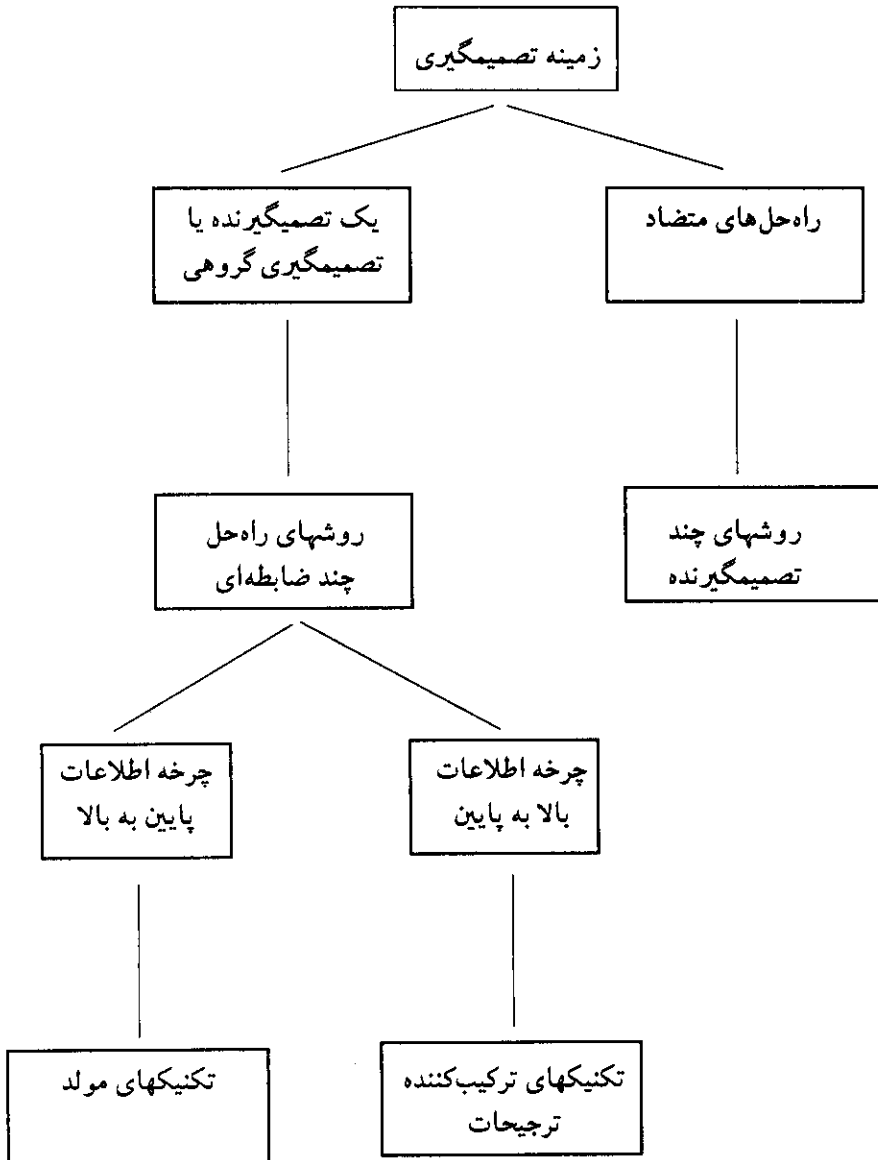 زمینه تصمیمگیری
راه‌حل‌های متضاد
یک تصمیگیرنده یا
تصمیمگیری گروهی
روشهای چند
تصمیمگیرنده
روشهای راه‌حل
چند ضابطه‌ای
چرخه اطلاعات
بالا به پایین
چرخه اطلاعات
پایین به بالا
تکنیکهای ترکیب‌کننده
ترجیحات
تکنیکهای مولد